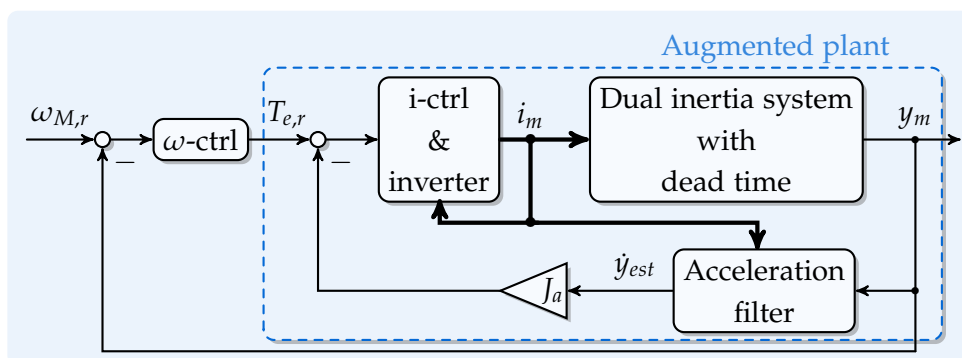 Augmented plant
ω_{M,r}
−
ω-ctrl
T_{e,r}
−
i-ctrl
&
inverter
i_m
Dual inertia system
with
dead time
y_m
J_a
ẏ_{est}
Acceleration
filter